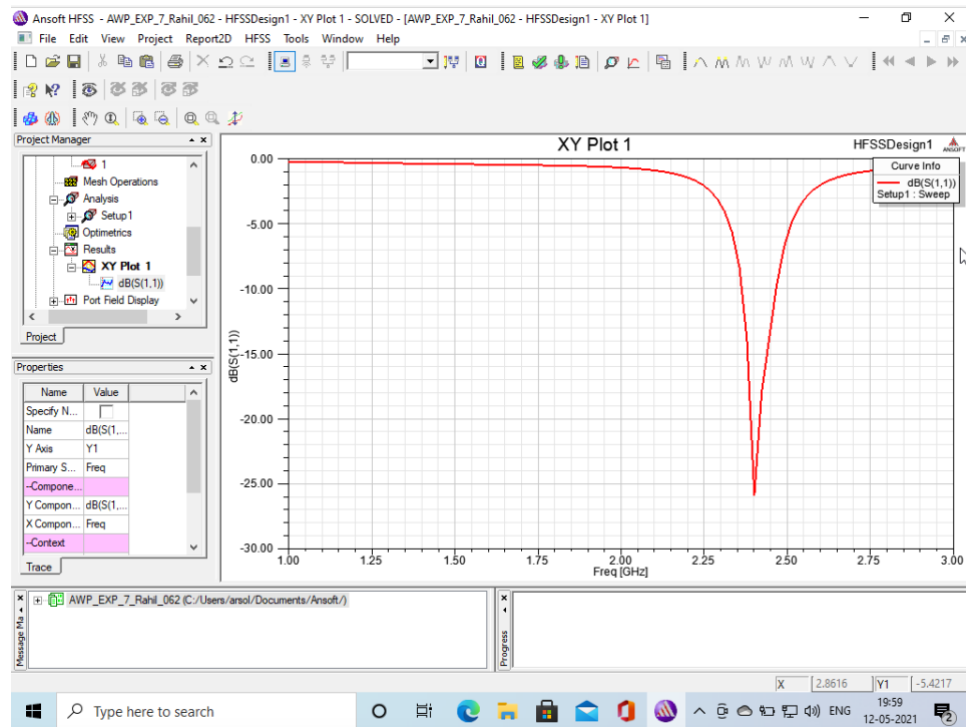 Ansoft HFSS - AWP_EXP_7_Rahil_062 - HFSSDesign1 - XY Plot 1 - SOLVED - [AWP_EXP_7_Rahil_062 - HFSSDesign1 - XY Plot 1]
File Edit View Project Report2D HFSS Tools Window Help
Project Manager
1
Mesh Operations
Analysis
Setup1
Optimetrics
Results
XY Plot 1
dB(S(1,1))
Port Field Display
Project
Properties
Name Value
Specify N...
Name dB(S(1,...
Y Axis Y1
Primary S... Freq
--Compone...
Y Compon... dB(S(1,...
X Compon... Freq
--Context
Trace
XY Plot 1
HFSSDesign1
ANSOFT
Curve Info
dB(S(1,1))
Setup1 : Sweep
dB(S(1,1))
0.00
-5.00
-10.00
-15.00
-20.00
-25.00
-30.00
1.00 1.25 1.50 1.75 2.00 2.25 2.50 2.75 3.00
Freq [GHz]
Message Ma
AWP_EXP_7_Rahil_062 (C:/Users/arsol/Documents/Ansoft/)
Progress
X 2.8616 Y1 -5.4217
Type here to search
ENG
19:59
12-05-2021
2